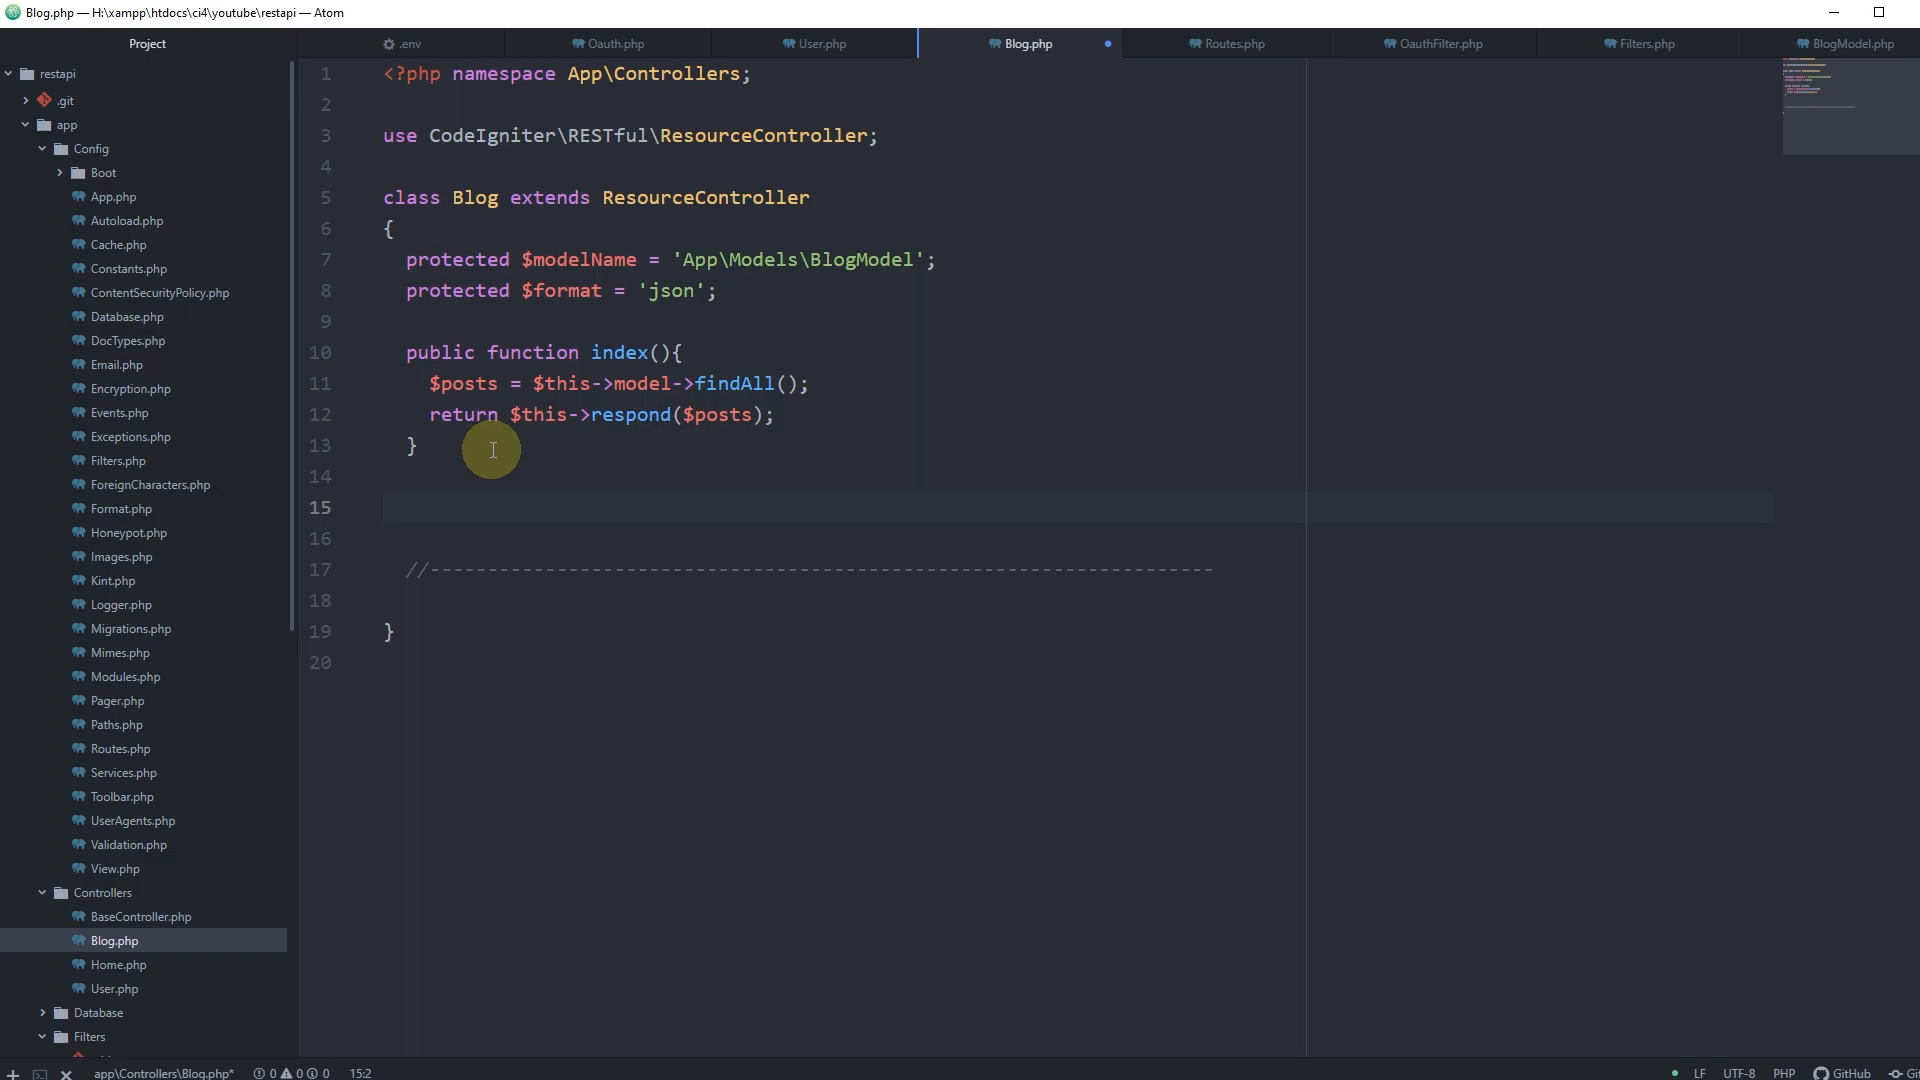 Blog.php — H:\xampp\htdocs\ci4\youtube\restapi — Atom
Project
.env
Oauth.php
User.php
Blog.php
Routes.php
OauthFilter.php
Filters.php
BlogModel.php
restapi
.git
app
Config
Boot
App.php
Autoload.php
Cache.php
Constants.php
ContentSecurityPolicy.php
Database.php
DocTypes.php
Email.php
Encryption.php
Events.php
Exceptions.php
Filters.php
ForeignCharacters.php
Format.php
Honeypot.php
Images.php
Kint.php
Logger.php
Migrations.php
Mimes.php
Modules.php
Pager.php
Paths.php
Routes.php
Services.php
Toolbar.php
UserAgents.php
Validation.php
View.php
Controllers
BaseController.php
Blog.php
Home.php
User.php
Database
Filters
1 <?php namespace App\Controllers;
2
3 use CodeIgniter\RESTful\ResourceController;
4
5 class Blog extends ResourceController
6 {
7 protected $modelName = 'App\Models\BlogModel';
8 protected $format = 'json';
9
10 public function index(){
11 $posts = $this->model->findAll();
12 return $this->respond($posts);
13 }
14
15
16
17 //--------------------------------------------------------------------
18
19 }
20
app\Controllers\Blog.php* 0 0 0 15:2
LF UTF-8 PHP GitHub